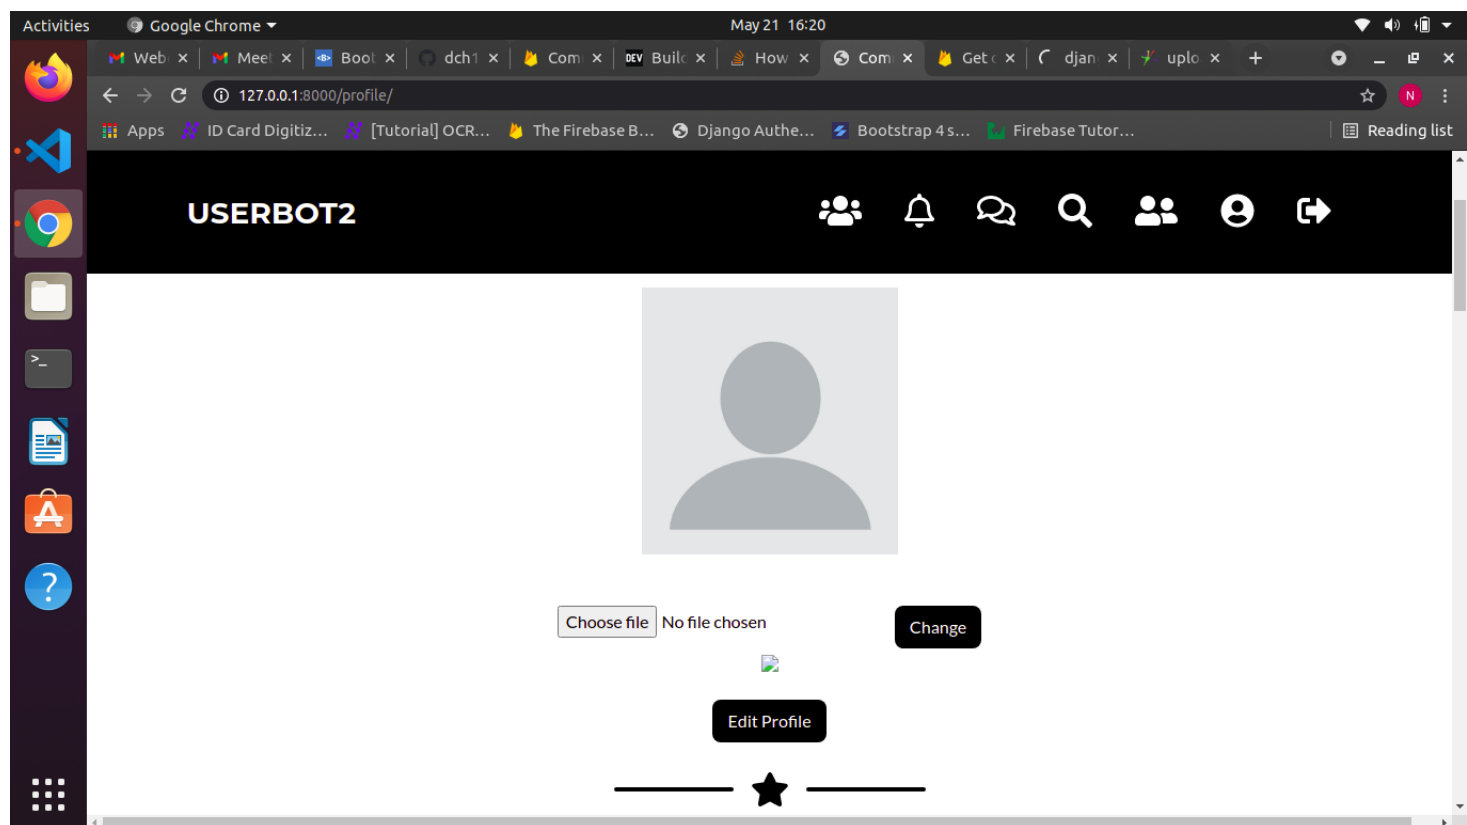 Activities Google Chrome May 21 16:20
Web Meet Boot dch1 Com DEV Build How Com Get c djan uplo
127.0.0.1:8000/profile/ N
Apps ID Card Digitiz... [Tutorial] OCR... The Firebase B... Django Authe... Bootstrap 4 s... Firebase Tutor... Reading list
USERBOT2
Choose file No file chosen
Change
Edit Profile